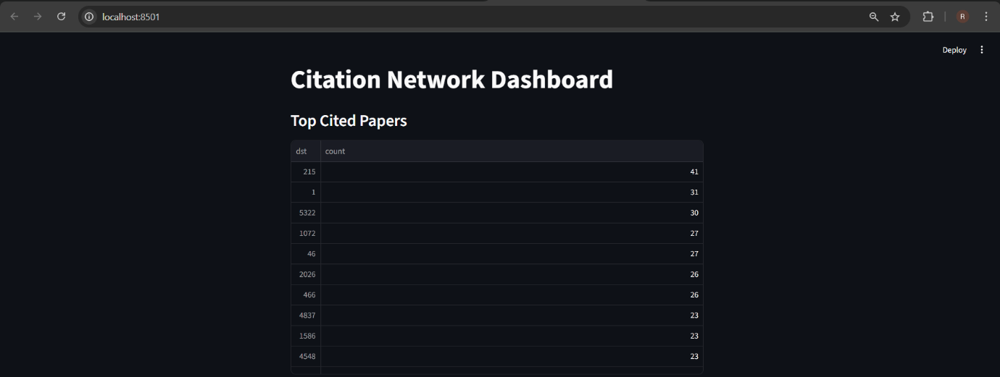 localhost:8501
R
Deploy
Citation Network Dashboard
Top Cited Papers
dst count
215 41
1 31
5322 30
1072 27
46 27
2026 26
466 26
4837 23
1586 23
4548 23